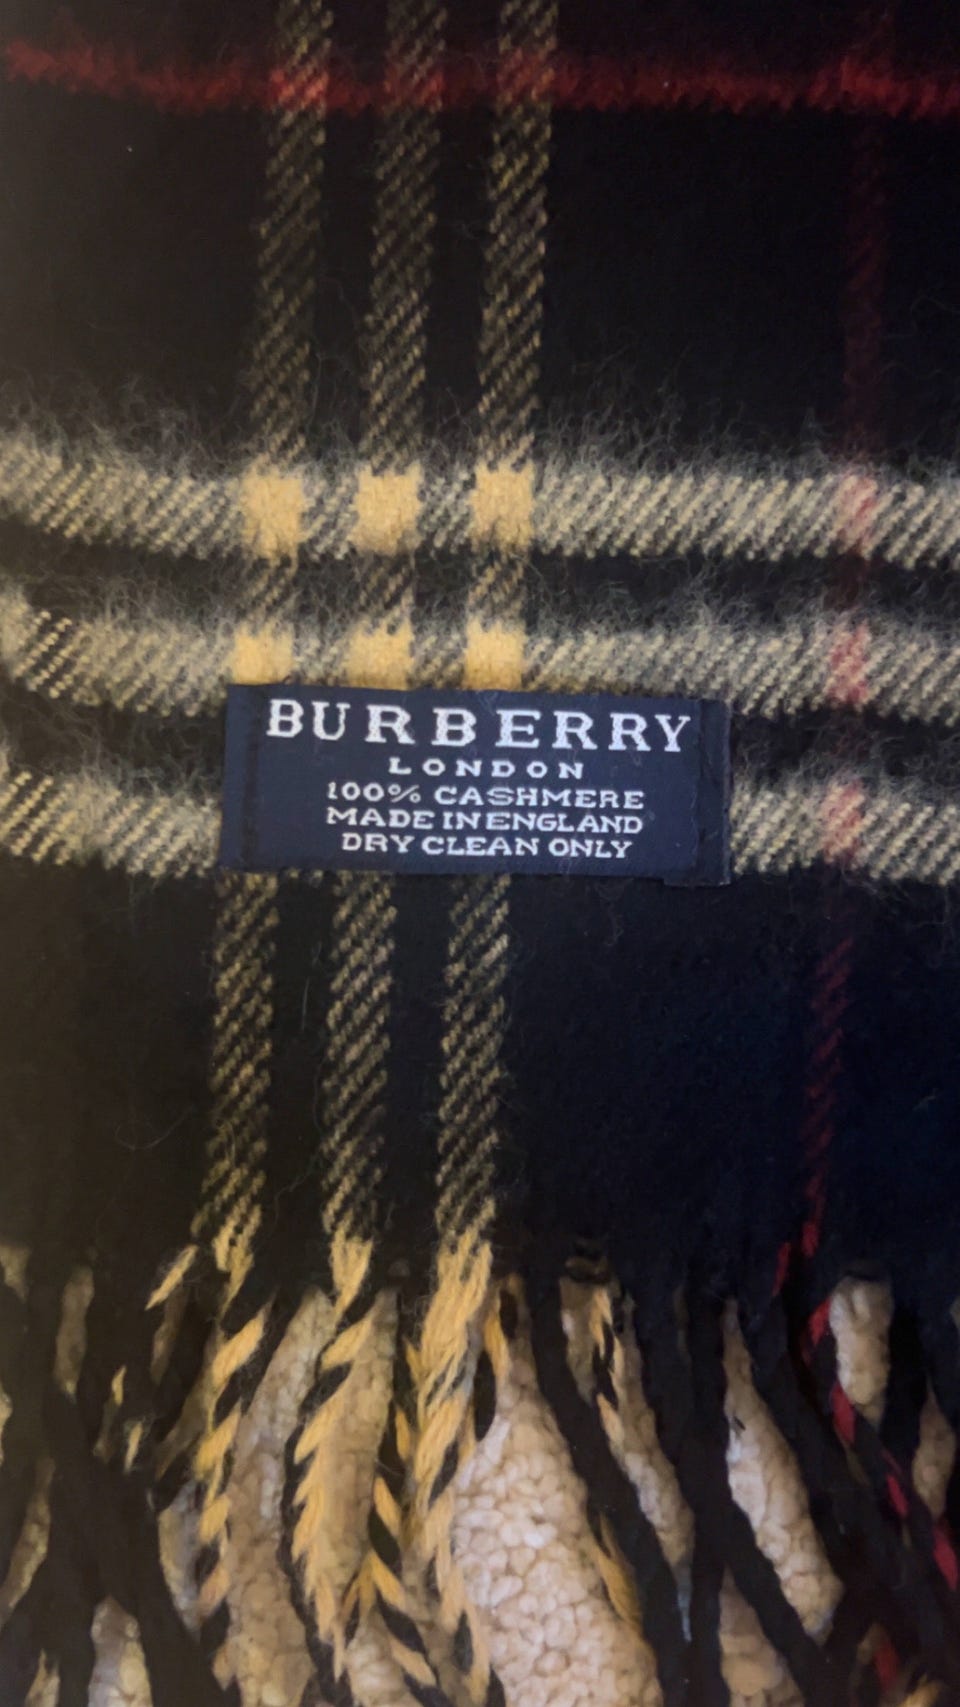 BURBERRY
LONDON
100% CASHMERE
MADE IN ENGLAND
DRY CLEAN ONLY